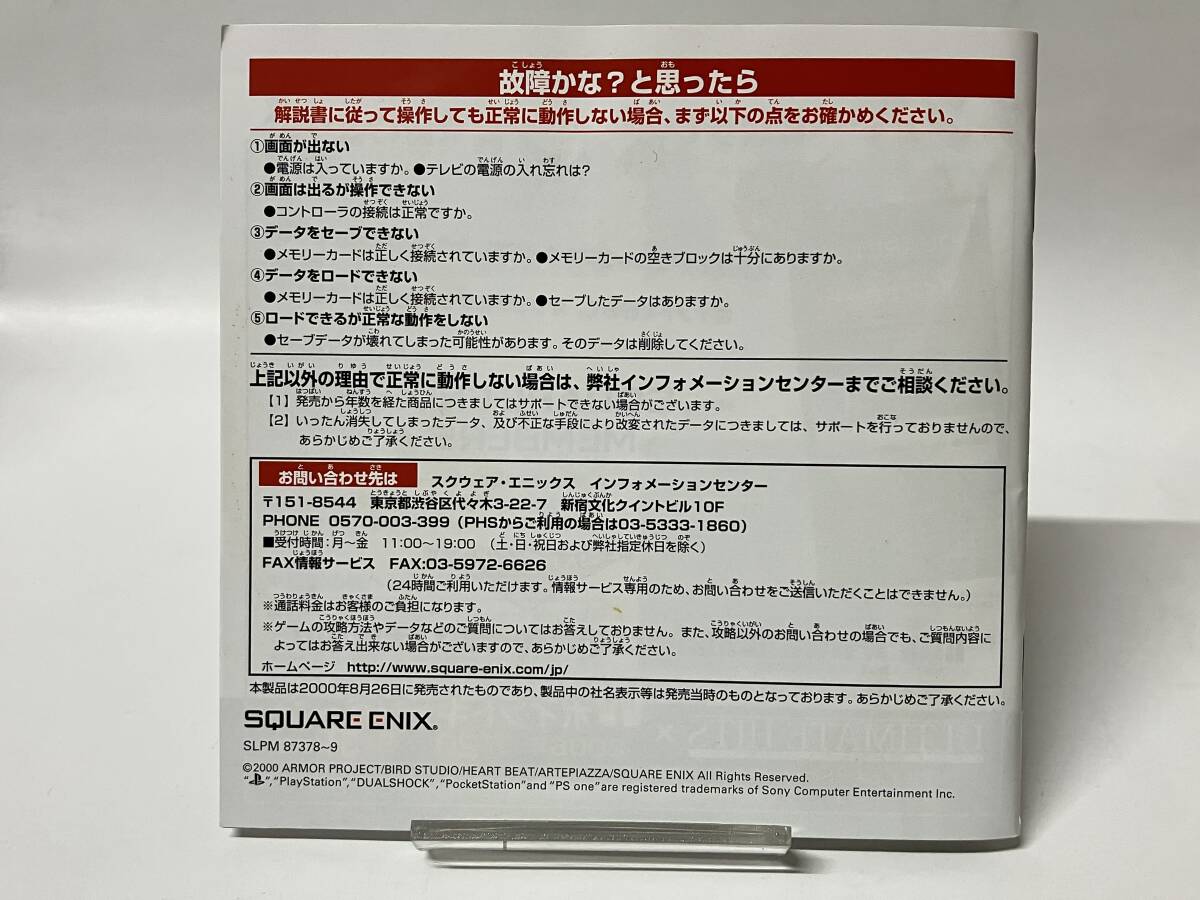 故障かな?と思ったら
解説書に従って操作しても正常に動作しない場合、まず以下の点をお確かめください。
①画面が出ない
●電源は入っていますか。●テレビの電源の入れ忘れは?
②画面は出るが操作できない
●コントローラの接続は正常ですか。
③データをセーブできない
●メモリーカードは正しく接続されていますか。●メモリーカードの空きブロックは十分にありますか。
④データをロードできない
●メモリーカードは正しく接続されていますか。●セーブしたデータはありますか。
⑤ロードできるが正常な動作をしない
●セーブデータが壊れてしまった可能性があります。そのデータは削除してください。
上記以外の理由で正常に動作しない場合は、弊社インフォメーションセンターまでご相談ください。
【1】発売から年数を経た商品につきましてはサポートできない場合がございます。
【2】いったん消失してしまったデータ、及び不正な手段により改変されたデータにつきましては、サポートを行っておりませんので、
あらかじめご了承ください。
お問い合わせ先は スクウェア・エニックス インフォメーションセンター
〒151-8544 東京都渋谷区代々木3-22-7 新宿文化クイントビル10F
PHONE 0570-003-399(PHSからご利用の場合は03-5333-1860)
■受付時間:月~金 11:00~19:00 (土・日・祝日および弊社指定休日を除く)
FAX情報サービス FAX:03-5972-6626
(24時間ご利用いただけます。情報サービス専用のため、お問い合わせをご送信いただくことはできません。)
※通話料金はお客様のご負担になります。
※ゲームの攻略方法やデータなどのご質問についてはお答えしておりません。また、攻略以外のお問い合わせの場合でも、ご質問内容に
よってはお答え出来ない場合がございますので、あらかじめご了承ください。
ホームページ http://www.square-enix.com/jp/
本製品は2000年8月26日に発売されたものであり、製品中の社名表示等は発売当時のものとなっております。あらかじめご了承ください。
SQUARE ENIX®
SLPM 87378~9
©2000 ARMOR PROJECT/BIRD STUDIO/HEART BEAT/ARTEPIAZZA/SQUARE ENIX All Rights Reserved.
“ ”,“PlayStation”,“DUALSHOCK”,“PocketStation”and “PS one”are registered trademarks of Sony Computer Entertainment Inc.